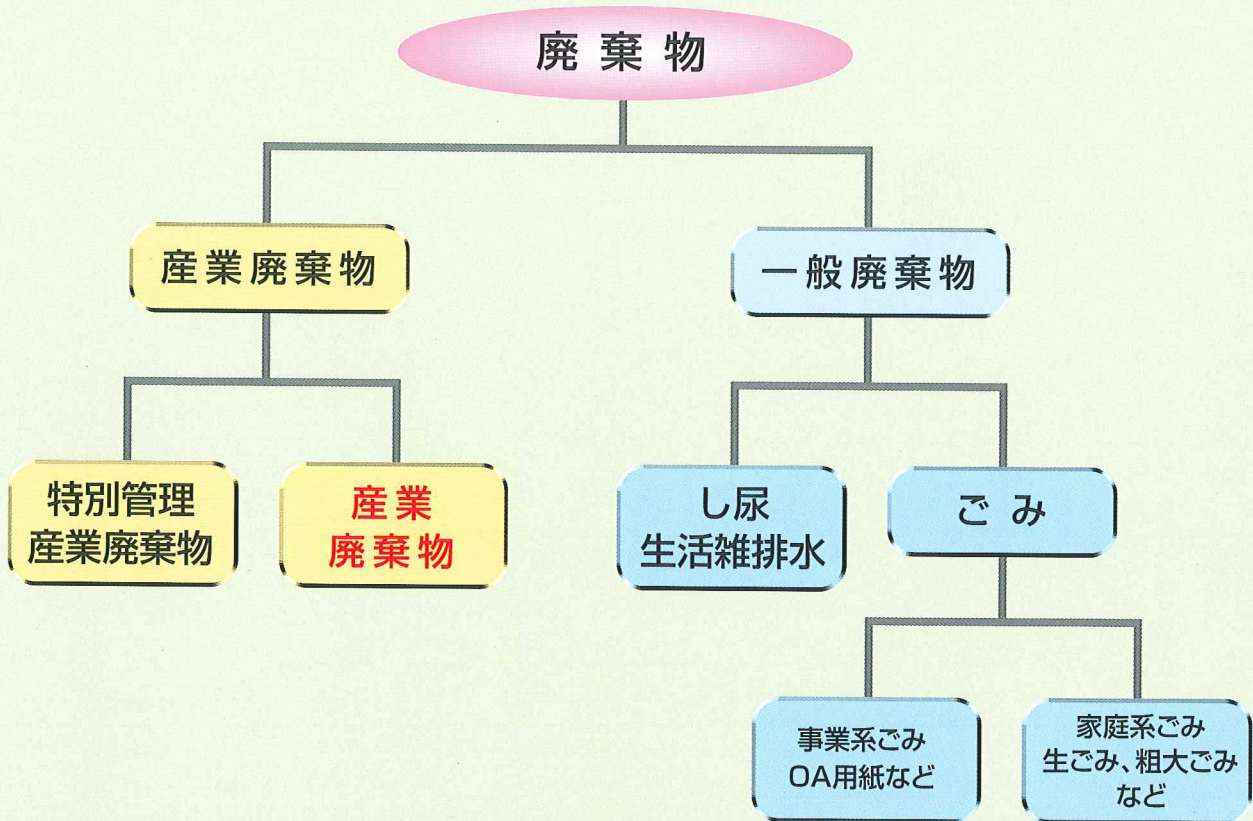 廃棄物
産業廃棄物
一般廃棄物
特別管理
産業廃棄物
産業
廃棄物
し尿
生活雑排水
ごみ
事業系ごみ
OA用紙など
家庭系ごみ
生ごみ、粗大ごみ
など